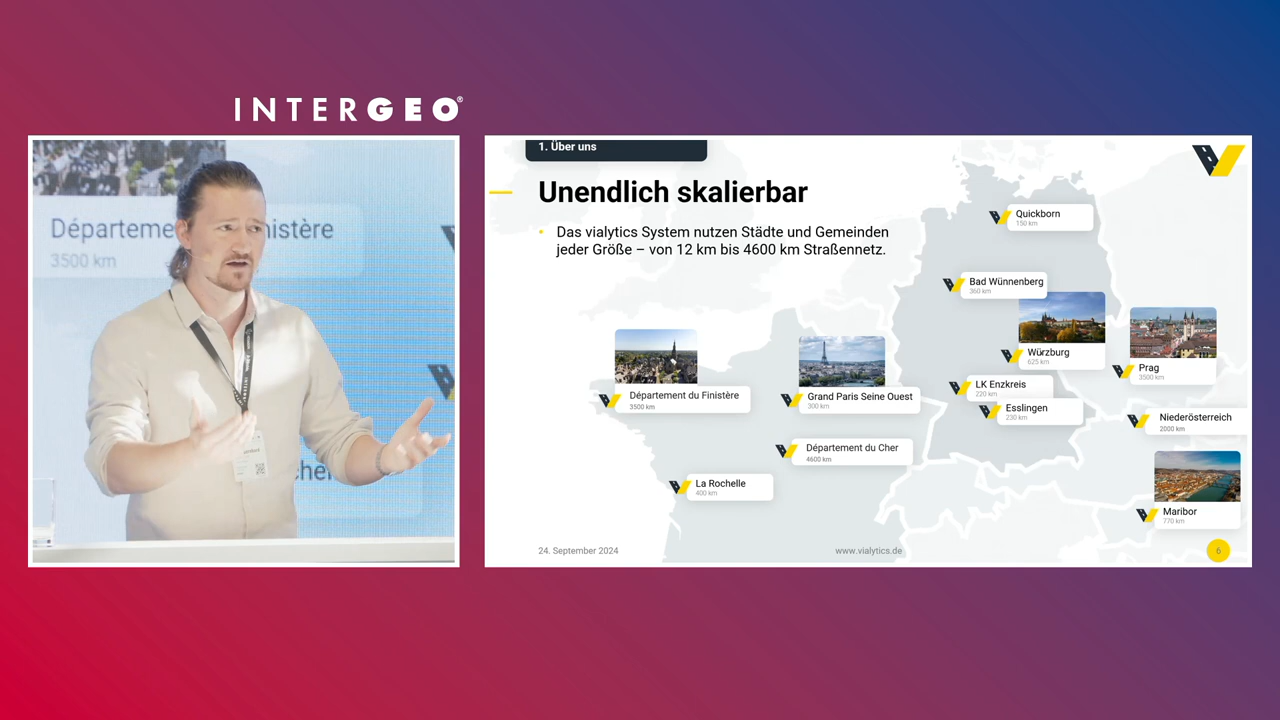 INTERGEO®
Départeme nistère
3500 km
cher
1. Über uns
Unendlich skalierbar
• Das vialytics System nutzen Städte und Gemeinden
jeder Größe – von 12 km bis 4600 km Straßennetz.
Quickborn
150 km
Bad Wünnenberg
360 km
Würzburg
625 km
Prag
3500 km
LK Enzkreis
220 km
Esslingen
230 km
Département du Finistère
3500 km
Grand Paris Seine Ouest
300 km
Niederösterreich
2000 km
Département du Cher
4600 km
La Rochelle
400 km
Maribor
770 km
24. September 2024
www.vialytics.de
6